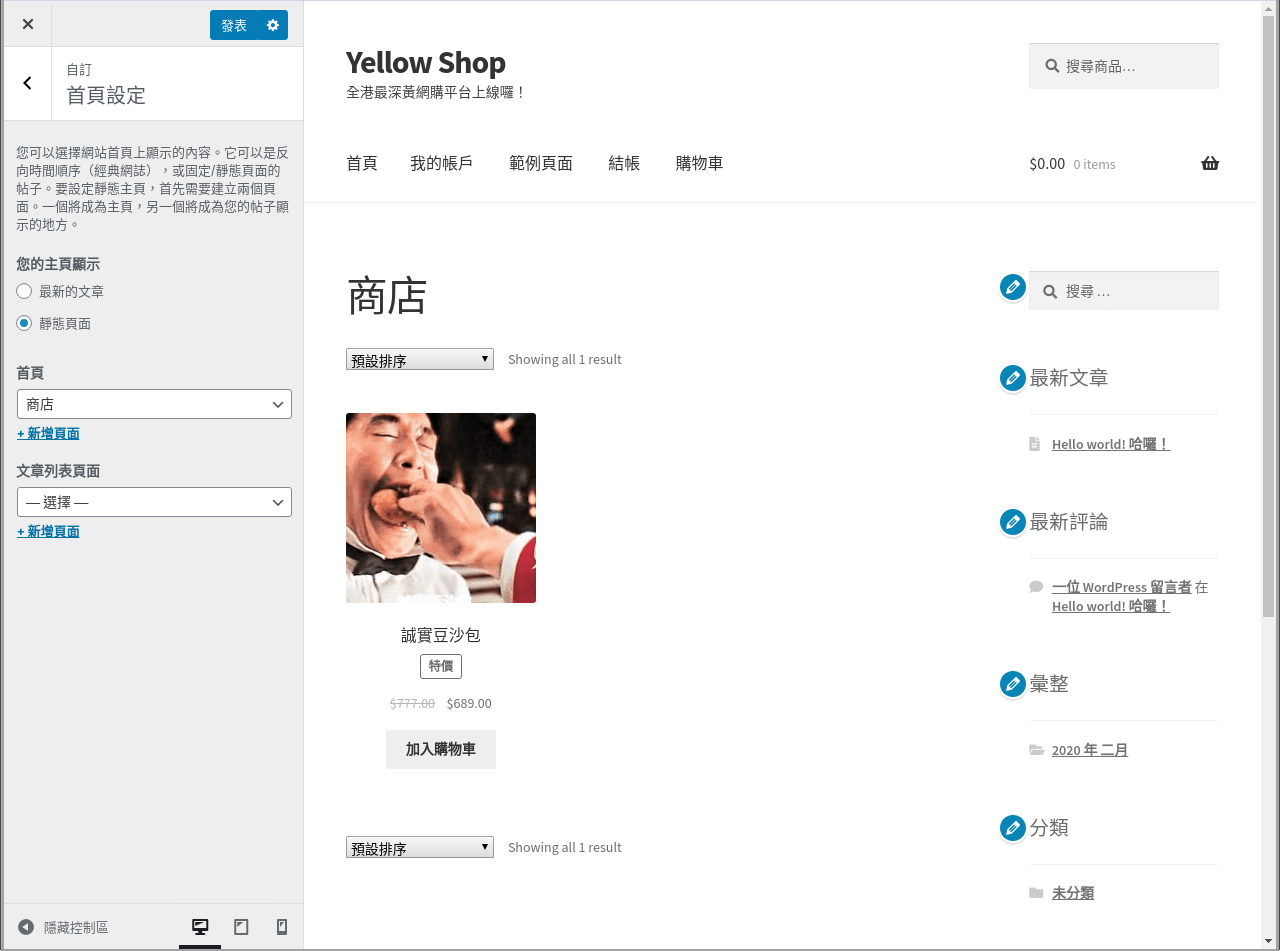 發表
自訂
首頁設定
您可以選擇網站首頁上顯示的內容。它可以是反
向時間順序（經典網誌），或固定/靜態頁面的
帖子。要設定靜態主頁，首先需要建立兩個頁
面。一個將成為主頁，另一個將成為您的帖子顯
示的地方。
您的主頁顯示
最新的文章
靜態頁面
首頁
商店
+ 新增頁面
文章列表頁面
— 選擇 —
+ 新增頁面
隱藏控制區
Yellow Shop
全港最深黃網購平台上線囉！
搜尋商品…
首頁 我的帳戶 範例頁面 結帳 購物車
$0.00 0 items
商店
預設排序 Showing all 1 result
誠實豆沙包
特價
$777.00 $689.00
加入購物車
預設排序 Showing all 1 result
搜尋 …
最新文章
Hello world! 哈囉！
最新評論
一位 WordPress 留言者 在
Hello world! 哈囉！
彙整
2020 年 二月
分類
未分類